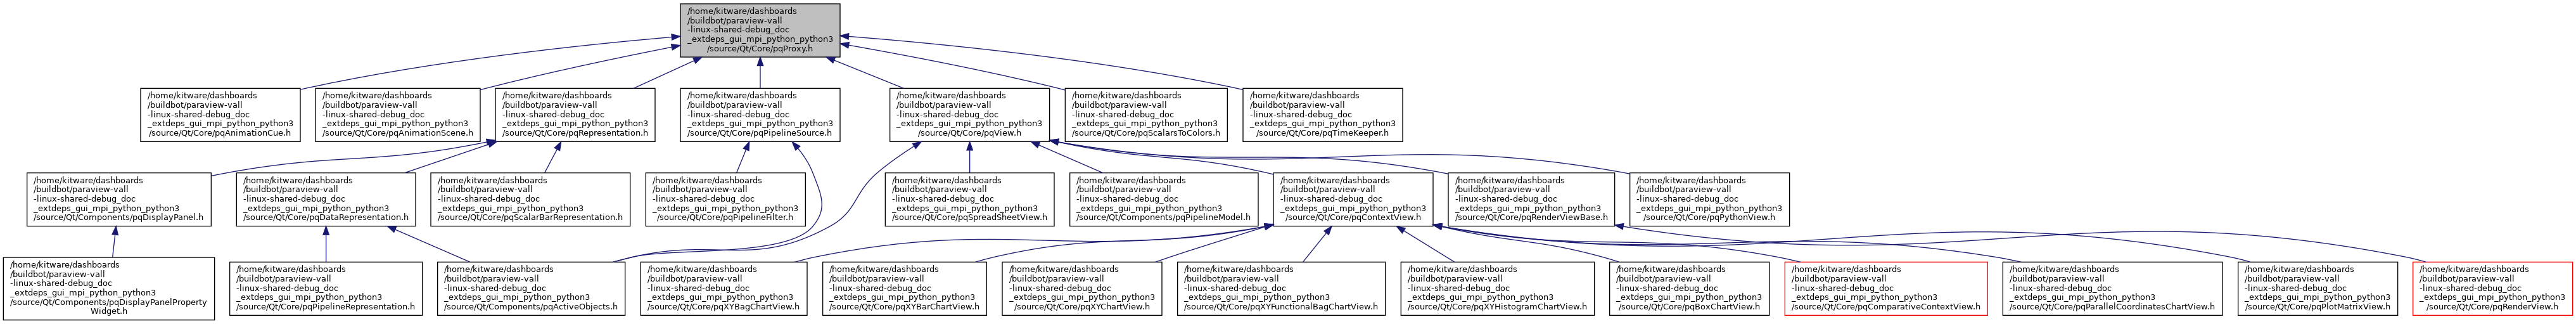 /home/kitware/dashboards
/buildbot/paraview-vall
-linux-shared-debug_doc
_extdeps_gui_mpi_python_python3
/source/Qt/Core/pqProxy.h
/home/kitware/dashboards
/buildbot/paraview-vall
-linux-shared-debug_doc
_extdeps_gui_mpi_python_python3
/source/Qt/Core/pqAnimationCue.h
/home/kitware/dashboards
/buildbot/paraview-vall
-linux-shared-debug_doc
_extdeps_gui_mpi_python_python3
/source/Qt/Core/pqAnimationScene.h
/home/kitware/dashboards
/buildbot/paraview-vall
-linux-shared-debug_doc
_extdeps_gui_mpi_python_python3
/source/Qt/Core/pqRepresentation.h
/home/kitware/dashboards
/buildbot/paraview-vall
-linux-shared-debug_doc
_extdeps_gui_mpi_python_python3
/source/Qt/Core/pqPipelineSource.h
/home/kitware/dashboards
/buildbot/paraview-vall
-linux-shared-debug_doc
_extdeps_gui_mpi_python_python3
/source/Qt/Core/pqView.h
/home/kitware/dashboards
/buildbot/paraview-vall
-linux-shared-debug_doc
_extdeps_gui_mpi_python_python3
/source/Qt/Core/pqScalarsToColors.h
/home/kitware/dashboards
/buildbot/paraview-vall
-linux-shared-debug_doc
_extdeps_gui_mpi_python_python3
/source/Qt/Core/pqTimeKeeper.h
/home/kitware/dashboards
/buildbot/paraview-vall
-linux-shared-debug_doc
_extdeps_gui_mpi_python_python3
/source/Qt/Components/pqDisplayPanel.h
/home/kitware/dashboards
/buildbot/paraview-vall
-linux-shared-debug_doc
_extdeps_gui_mpi_python_python3
/source/Qt/Core/pqDataRepresentation.h
/home/kitware/dashboards
/buildbot/paraview-vall
-linux-shared-debug_doc
_extdeps_gui_mpi_python_python3
/source/Qt/Core/pqScalarBarRepresentation.h
/home/kitware/dashboards
/buildbot/paraview-vall
-linux-shared-debug_doc
_extdeps_gui_mpi_python_python3
/source/Qt/Core/pqPipelineFilter.h
/home/kitware/dashboards
/buildbot/paraview-vall
-linux-shared-debug_doc
_extdeps_gui_mpi_python_python3
/source/Qt/Core/pqSpreadSheetView.h
/home/kitware/dashboards
/buildbot/paraview-vall
-linux-shared-debug_doc
_extdeps_gui_mpi_python_python3
/source/Qt/Components/pqPipelineModel.h
/home/kitware/dashboards
/buildbot/paraview-vall
-linux-shared-debug_doc
_extdeps_gui_mpi_python_python3
/source/Qt/Core/pqContextView.h
/home/kitware/dashboards
/buildbot/paraview-vall
-linux-shared-debug_doc
_extdeps_gui_mpi_python_python3
/source/Qt/Core/pqRenderViewBase.h
/home/kitware/dashboards
/buildbot/paraview-vall
-linux-shared-debug_doc
_extdeps_gui_mpi_python_python3
/source/Qt/Core/pqPythonView.h
/home/kitware/dashboards
/buildbot/paraview-vall
-linux-shared-debug_doc
_extdeps_gui_mpi_python_python3
/source/Qt/Components/pqDisplayPanelProperty
Widget.h
/home/kitware/dashboards
/buildbot/paraview-vall
-linux-shared-debug_doc
_extdeps_gui_mpi_python_python3
/source/Qt/Core/pqPipelineRepresentation.h
/home/kitware/dashboards
/buildbot/paraview-vall
-linux-shared-debug_doc
_extdeps_gui_mpi_python_python3
/source/Qt/Components/pqActiveObjects.h
/home/kitware/dashboards
/buildbot/paraview-vall
-linux-shared-debug_doc
_extdeps_gui_mpi_python_python3
/source/Qt/Core/pqXYBagChartView.h
/home/kitware/dashboards
/buildbot/paraview-vall
-linux-shared-debug_doc
_extdeps_gui_mpi_python_python3
/source/Qt/Core/pqXYBarChartView.h
/home/kitware/dashboards
/buildbot/paraview-vall
-linux-shared-debug_doc
_extdeps_gui_mpi_python_python3
/source/Qt/Core/pqXYChartView.h
/home/kitware/dashboards
/buildbot/paraview-vall
-linux-shared-debug_doc
_extdeps_gui_mpi_python_python3
/source/Qt/Core/pqXYFunctionalBagChartView.h
/home/kitware/dashboards
/buildbot/paraview-vall
-linux-shared-debug_doc
_extdeps_gui_mpi_python_python3
/source/Qt/Core/pqXYHistogramChartView.h
/home/kitware/dashboards
/buildbot/paraview-vall
-linux-shared-debug_doc
_extdeps_gui_mpi_python_python3
/source/Qt/Core/pqBoxChartView.h
/home/kitware/dashboards
/buildbot/paraview-vall
-linux-shared-debug_doc
_extdeps_gui_mpi_python_python3
/source/Qt/Core/pqComparativeContextView.h
/home/kitware/dashboards
/buildbot/paraview-vall
-linux-shared-debug_doc
_extdeps_gui_mpi_python_python3
/source/Qt/Core/pqParallelCoordinatesChartView.h
/home/kitware/dashboards
/buildbot/paraview-vall
-linux-shared-debug_doc
_extdeps_gui_mpi_python_python3
/source/Qt/Core/pqPlotMatrixView.h
/home/kitware/dashboards
/buildbot/paraview-vall
-linux-shared-debug_doc
_extdeps_gui_mpi_python_python3
/source/Qt/Core/pqRenderView.h